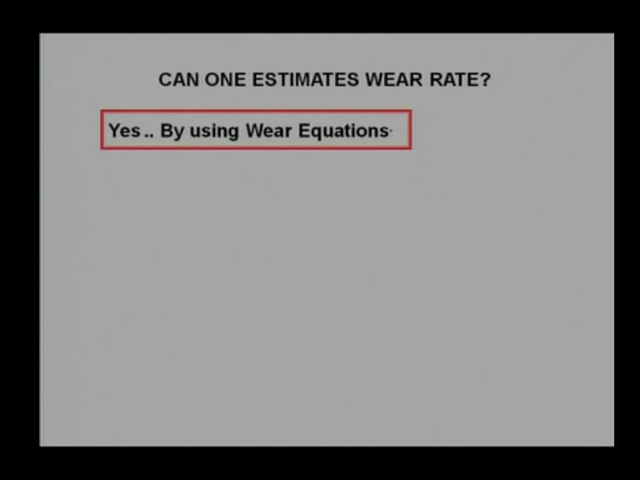 CAN ONE ESTIMATES WEAR RATE?
Yes.. By using Wear Equations.